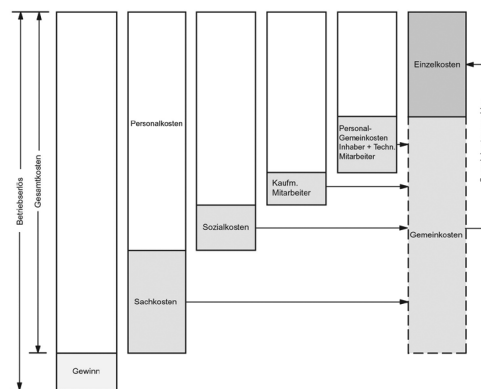 Betriebserlös
Gesamtkosten
Gewinn
Personalkosten
Sachkosten
Sozialkosten
Kaufm.
Mitarbeiter
Personal-
Gemeinkosten
Inhaber + Techn.
Mitarbeiter
Einzelkosten
Gemeinkosten